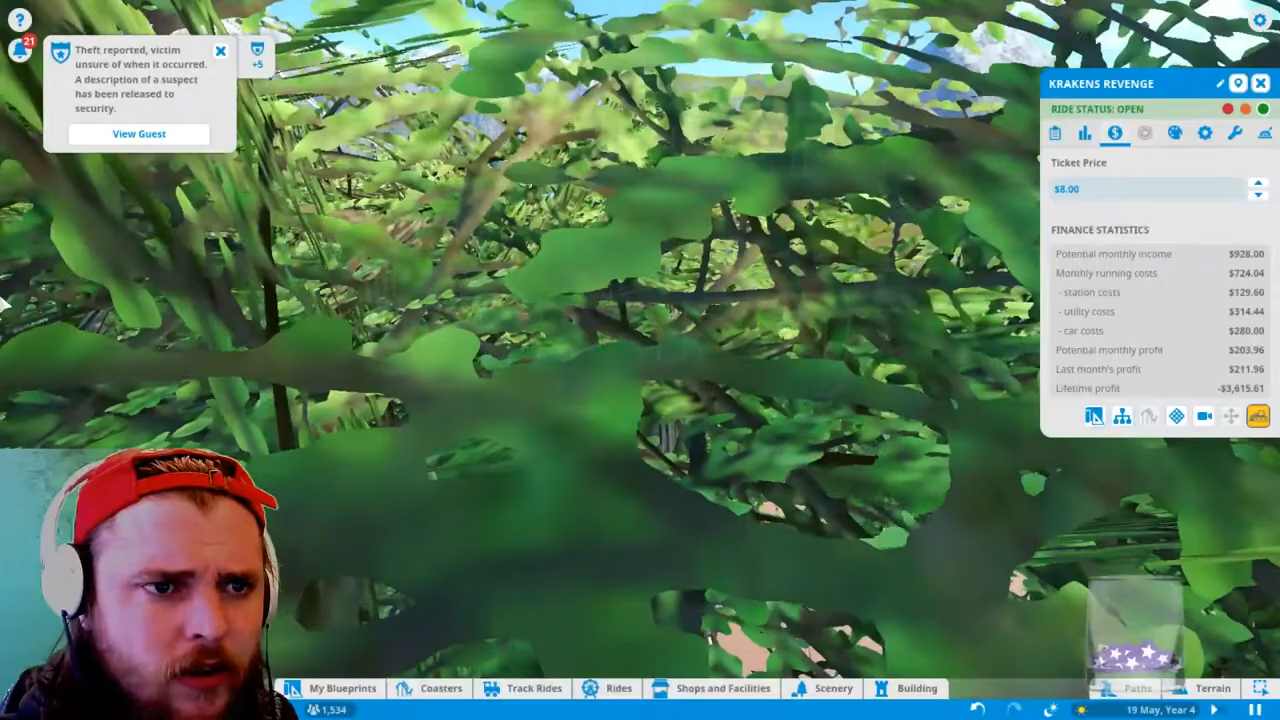 ?
21
Theft reported, victim
unsure of when it occurred.
A description of a suspect
has been released to
security.
View Guest
+5
KRAKENS REVENGE
RIDE STATUS: OPEN
Ticket Price
$8.00
FINANCE STATISTICS
Potential monthly income $928.00
Monthly running costs $724.04
- station costs $129.60
- utility costs $314.44
- car costs $280.00
Potential monthly profit $203.96
Last month's profit $211.96
Lifetime profit -$3,615.61
My Blueprints Coasters Track Rides Rides Shops and Facilities Scenery Building Paths Terrain
1,534
19 May, Year 4